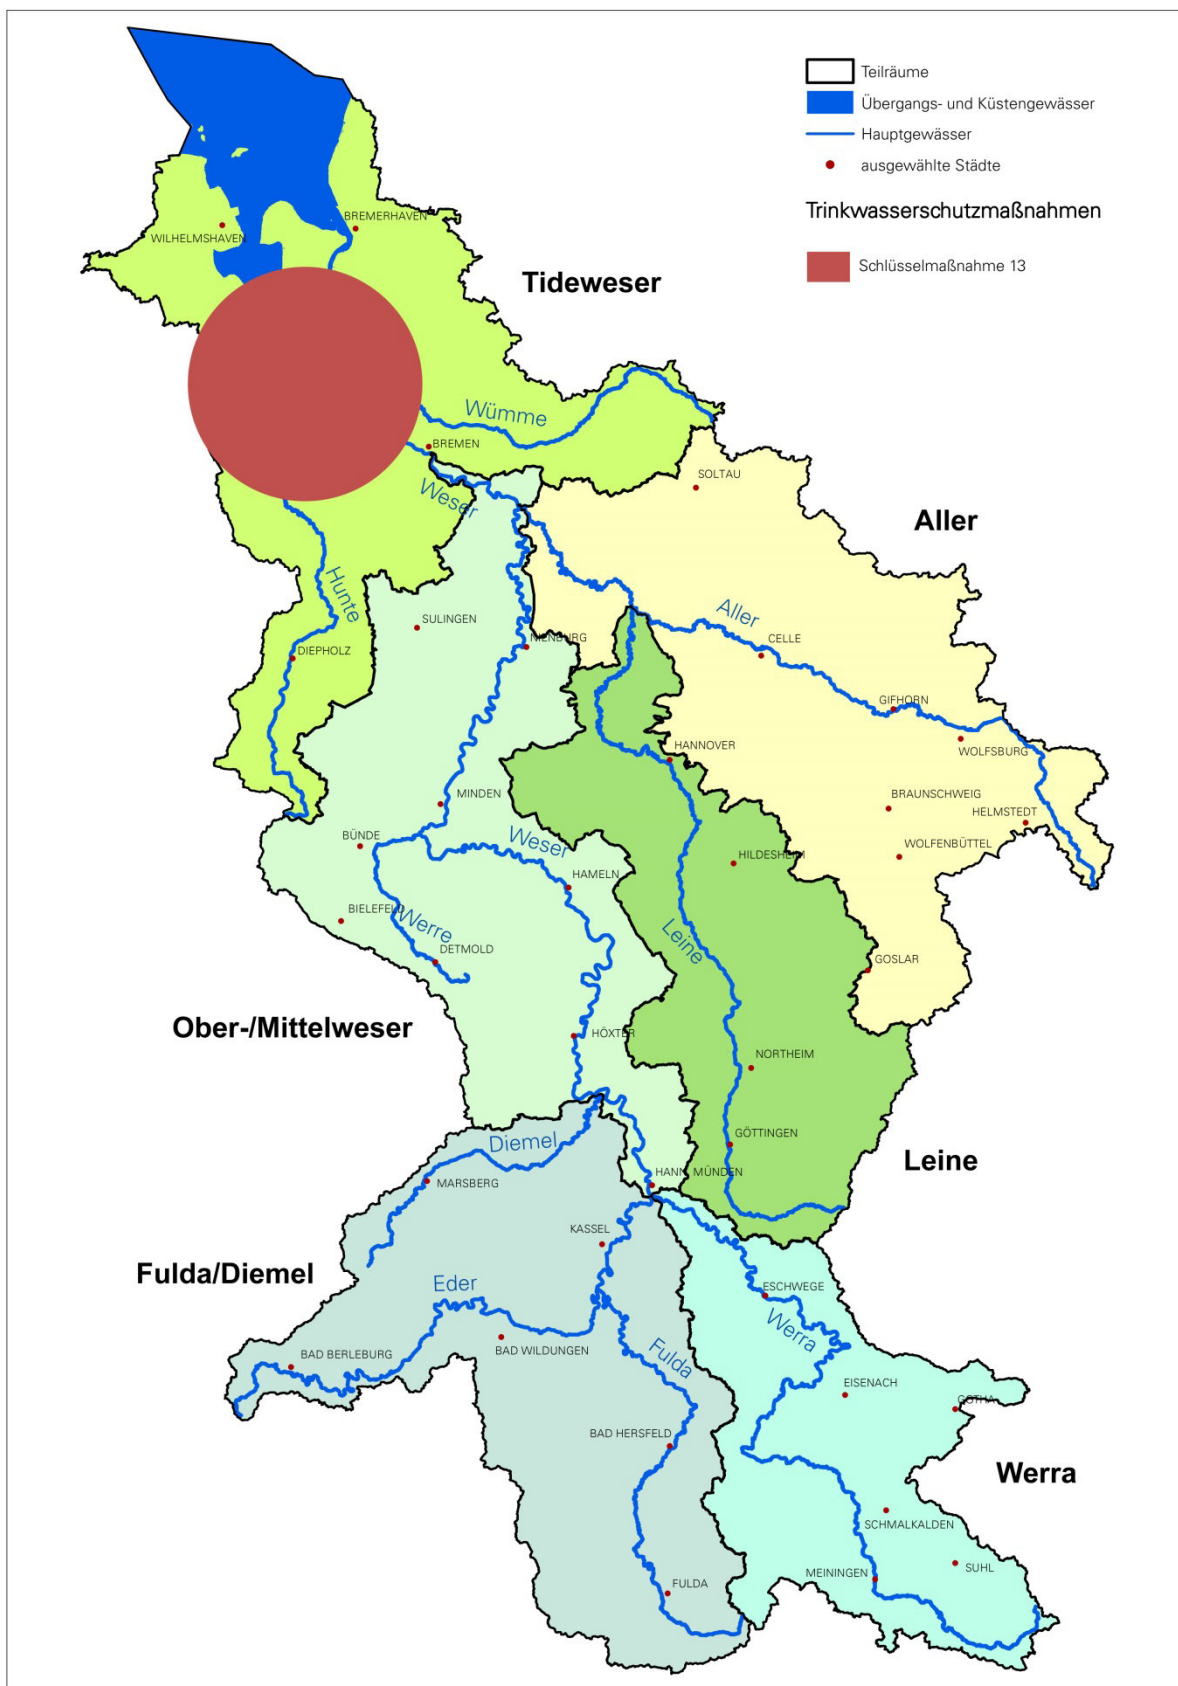 Teilräume
Übergangs- und Küstengewässer
Hauptgewässer
ausgewählte Städte
Trinkwasserschutzmaßnahmen
Schlüsselmaßnahme 13
BREMERHAVEN
WILHELMSHAVEN
Tideweser
Wümme
BREMEN
SOLTAU
Weser
Aller
Hunte
SULINGEN
Aller
NIENBURG
CELLE
DIEPHOLZ
GIFHORN
HANNOVER
WOLFSBURG
MINDEN
BRAUNSCHWEIG
HELMSTEDT
BÜNDE
Weser
WOLFENBÜTTEL
HILDESHEIM
HAMELN
BIELEFELD
Werre
DETMOLD
Leine
GOSLAR
Ober-/Mittelweser
HÖXTER
NORTHEIM
Diemel
GÖTTINGEN
Leine
HANN. MÜNDEN
MARSBERG
KASSEL
Fulda/Diemel
Eder
ESCHWEGE
Werra
BAD WILDUNGEN
Fulda
BAD BERLEBURG
EISENACH
GOTHA
BAD HERSFELD
Werra
SCHMALKALDEN
SUHL
MEININGEN
FULDA